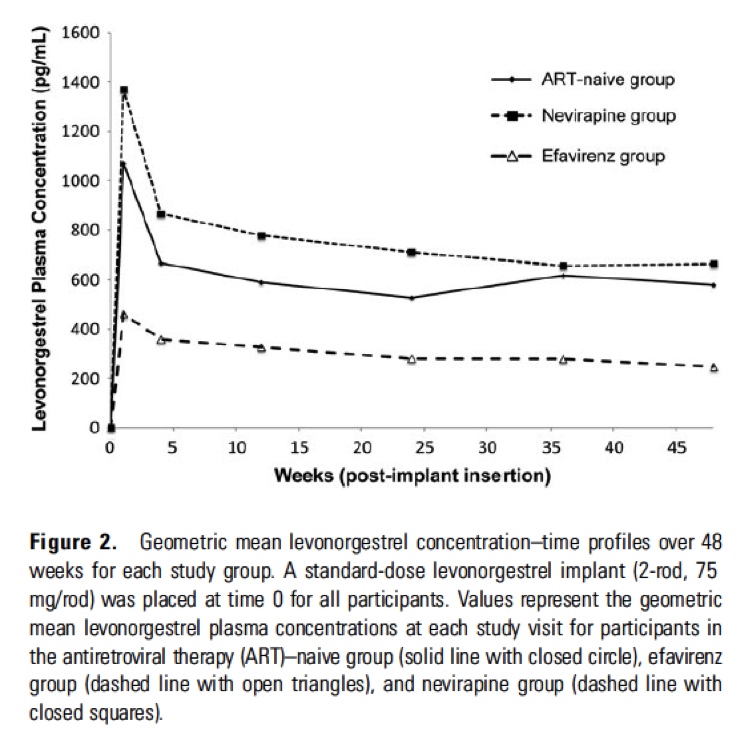 1600
1400
1200
1000
800
600
400
200
0
Levonorgestrel Plasma Concentration (pg/mL)
ART-naive group
Nevirapine group
Efavirenz group
0 5 10 15 20 25 30 35 40 45
Weeks (post-implant insertion)
Figure 2. Geometric mean levonorgestrel concentration–time profiles over 48
weeks for each study group. A standard-dose levonorgestrel implant (2-rod, 75
mg/rod) was placed at time 0 for all participants. Values represent the geometric
mean levonorgestrel plasma concentrations at each study visit for participants in
the antiretroviral therapy (ART)–naive group (solid line with closed circle), efavirenz
group (dashed line with open triangles), and nevirapine group (dashed line with
closed squares).